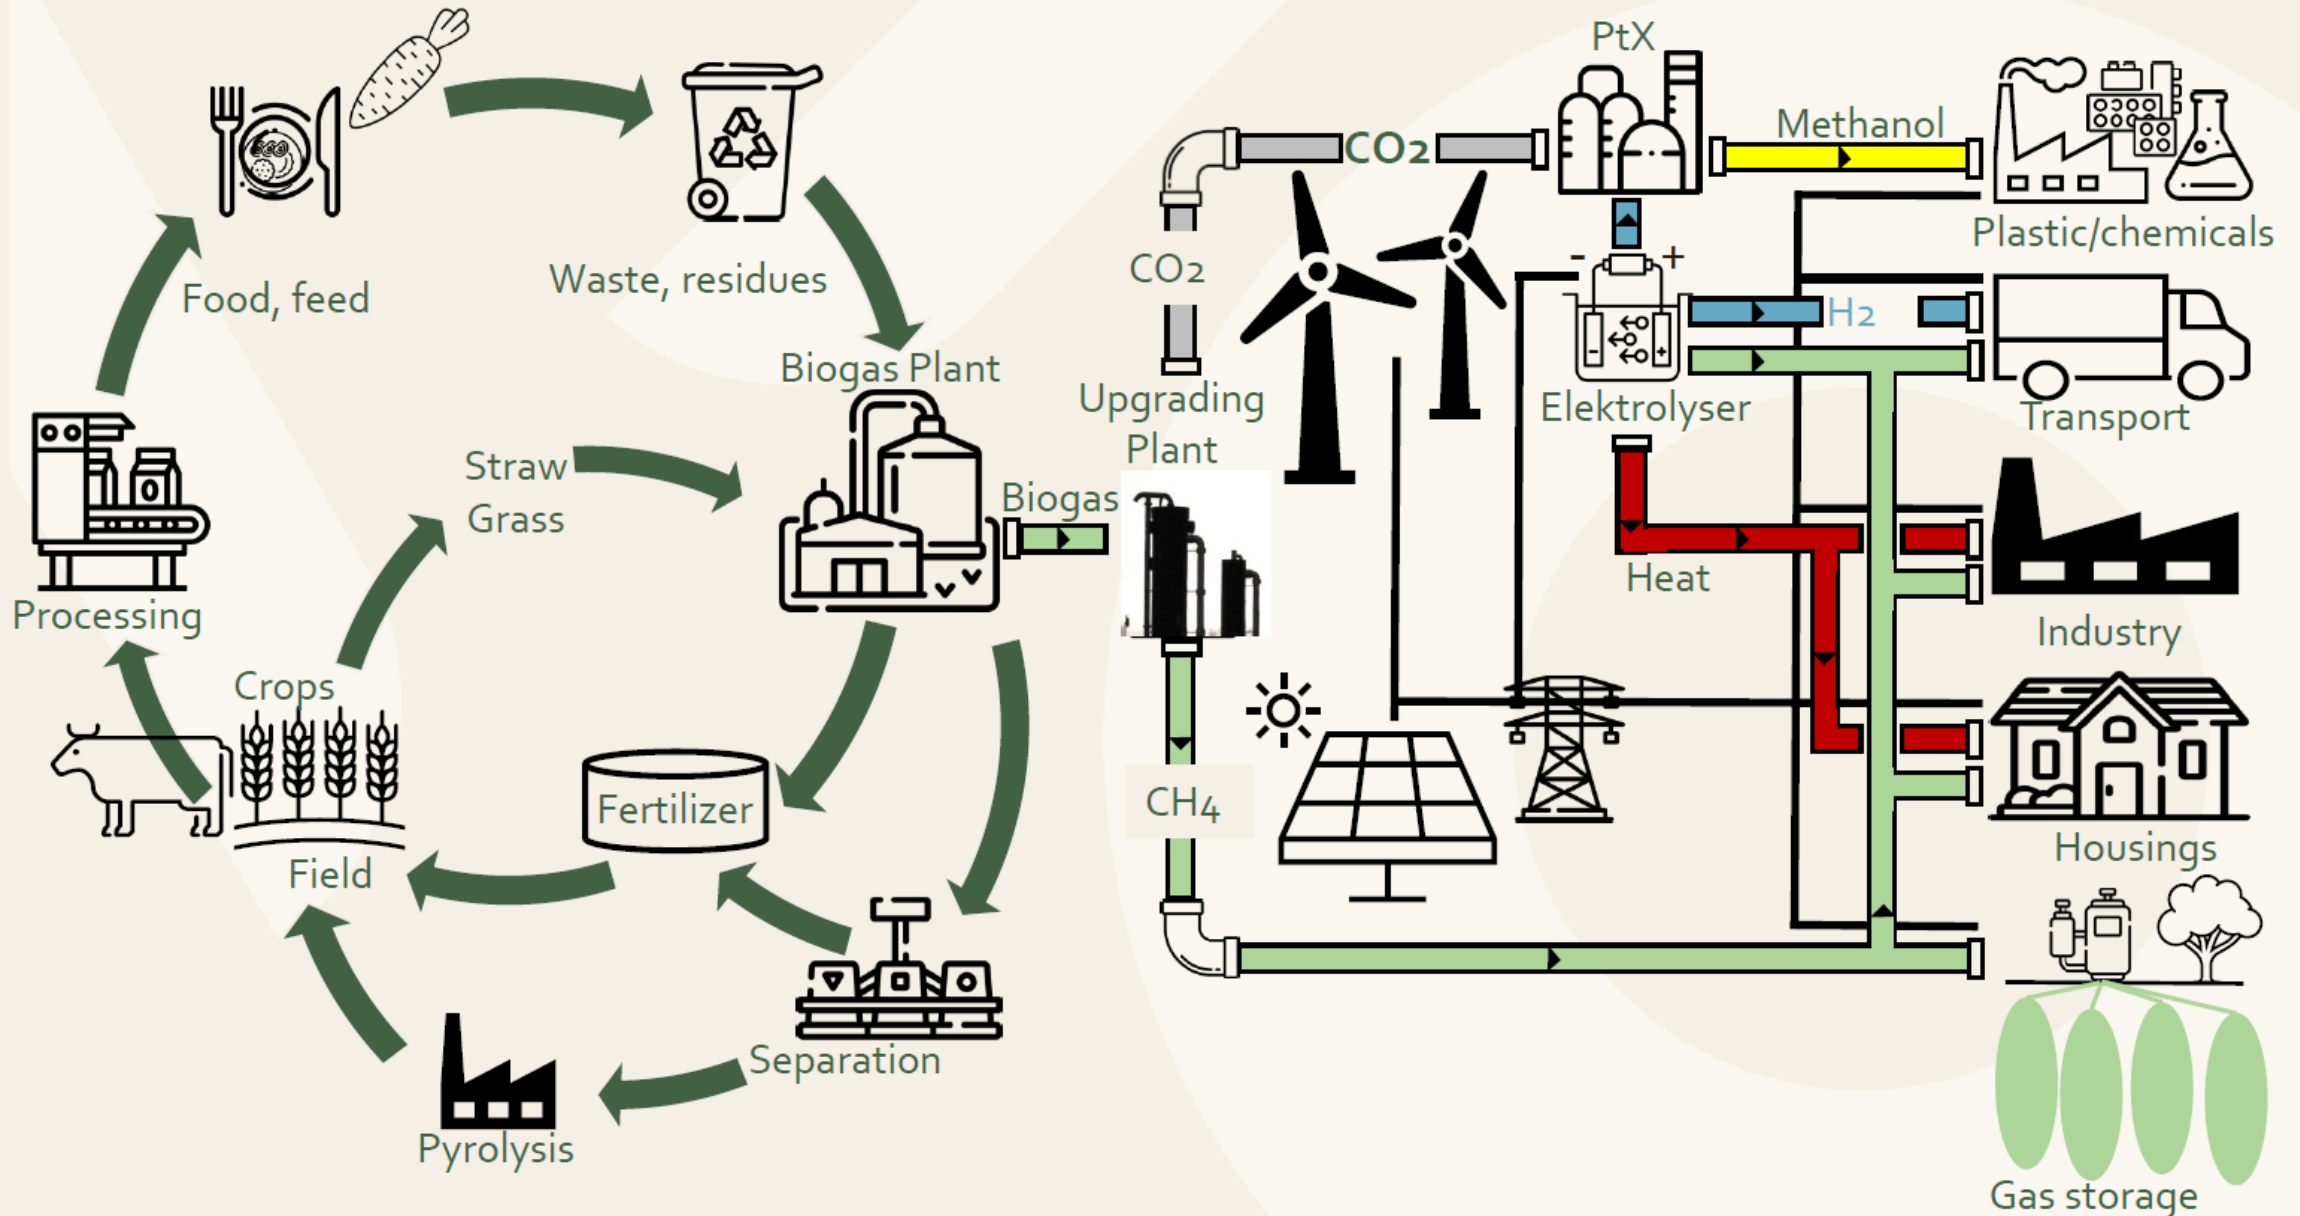 PtX
Methanol
CO2
Plastic/chemicals
Food, feed
Waste, residues
CO2
- +
H2
Biogas Plant
Upgrading
Plant
Elektrolyser
Transport
Straw
Grass
Biogas
Heat
Processing
Industry
Crops
Fertilizer
CH4
Housings
Field
Separation
Pyrolysis
Gas storage